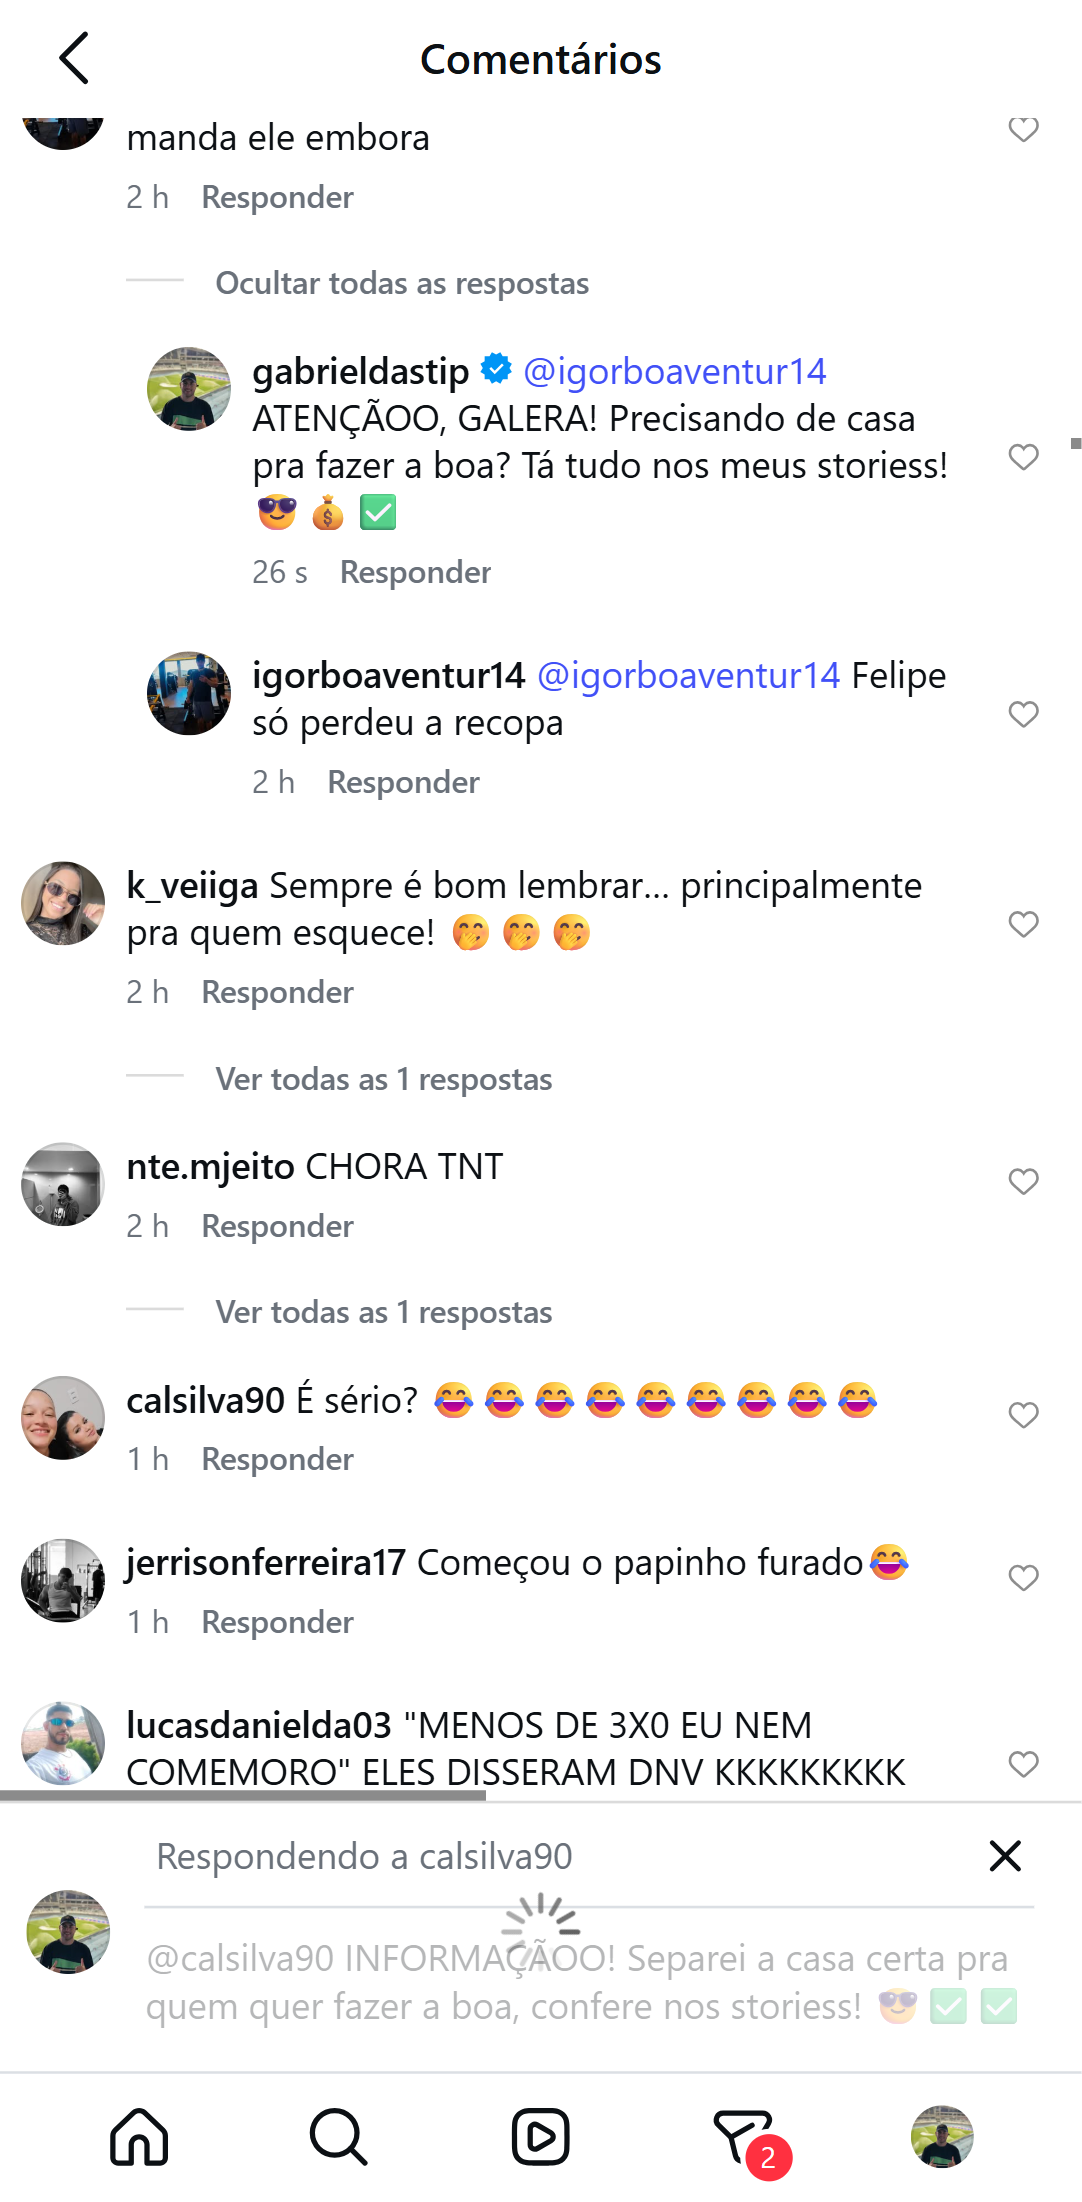 Comentários
manda ele embora
2 h Responder
Ocultar todas as respostas
gabrieldastip @igorboaventur14
ATENÇÃOO, GALERA! Precisando de casa
pra fazer a boa? Tá tudo nos meus storiess!
😎 💰 ✅
26 s Responder
igorboaventur14 @igorboaventur14 Felipe
só perdeu a recopa
2 h Responder
k_veiiga Sempre é bom lembrar... principalmente
pra quem esquece! 🤭 🤭 🤭
2 h Responder
Ver todas as 1 respostas
nte.mjeito CHORA TNT
2 h Responder
Ver todas as 1 respostas
calsilva90 É sério? 😂 😂 😂 😂 😂 😂 😂 😂 😂
1 h Responder
jerrisonferreira17 Começou o papinho furado😂
1 h Responder
lucasdanielda03 "MENOS DE 3X0 EU NEM
COMEMORO" ELES DISSERAM DNV KKKKKKKKK
Respondendo a calsilva90
@calsilva90 INFORMAÇÃOO! Separei a casa certa pra
quem quer fazer a boa, confere nos storiess! 😎 ✅ ✅
2